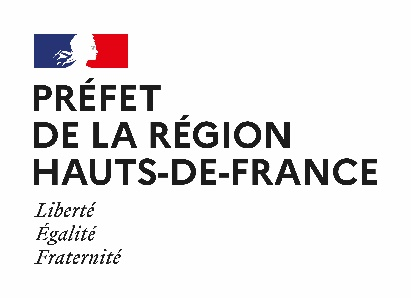 PRÉFET
DE LA RÉGION
HAUTS-DE-FRANCE
Liberté
Égalité
Fraternité